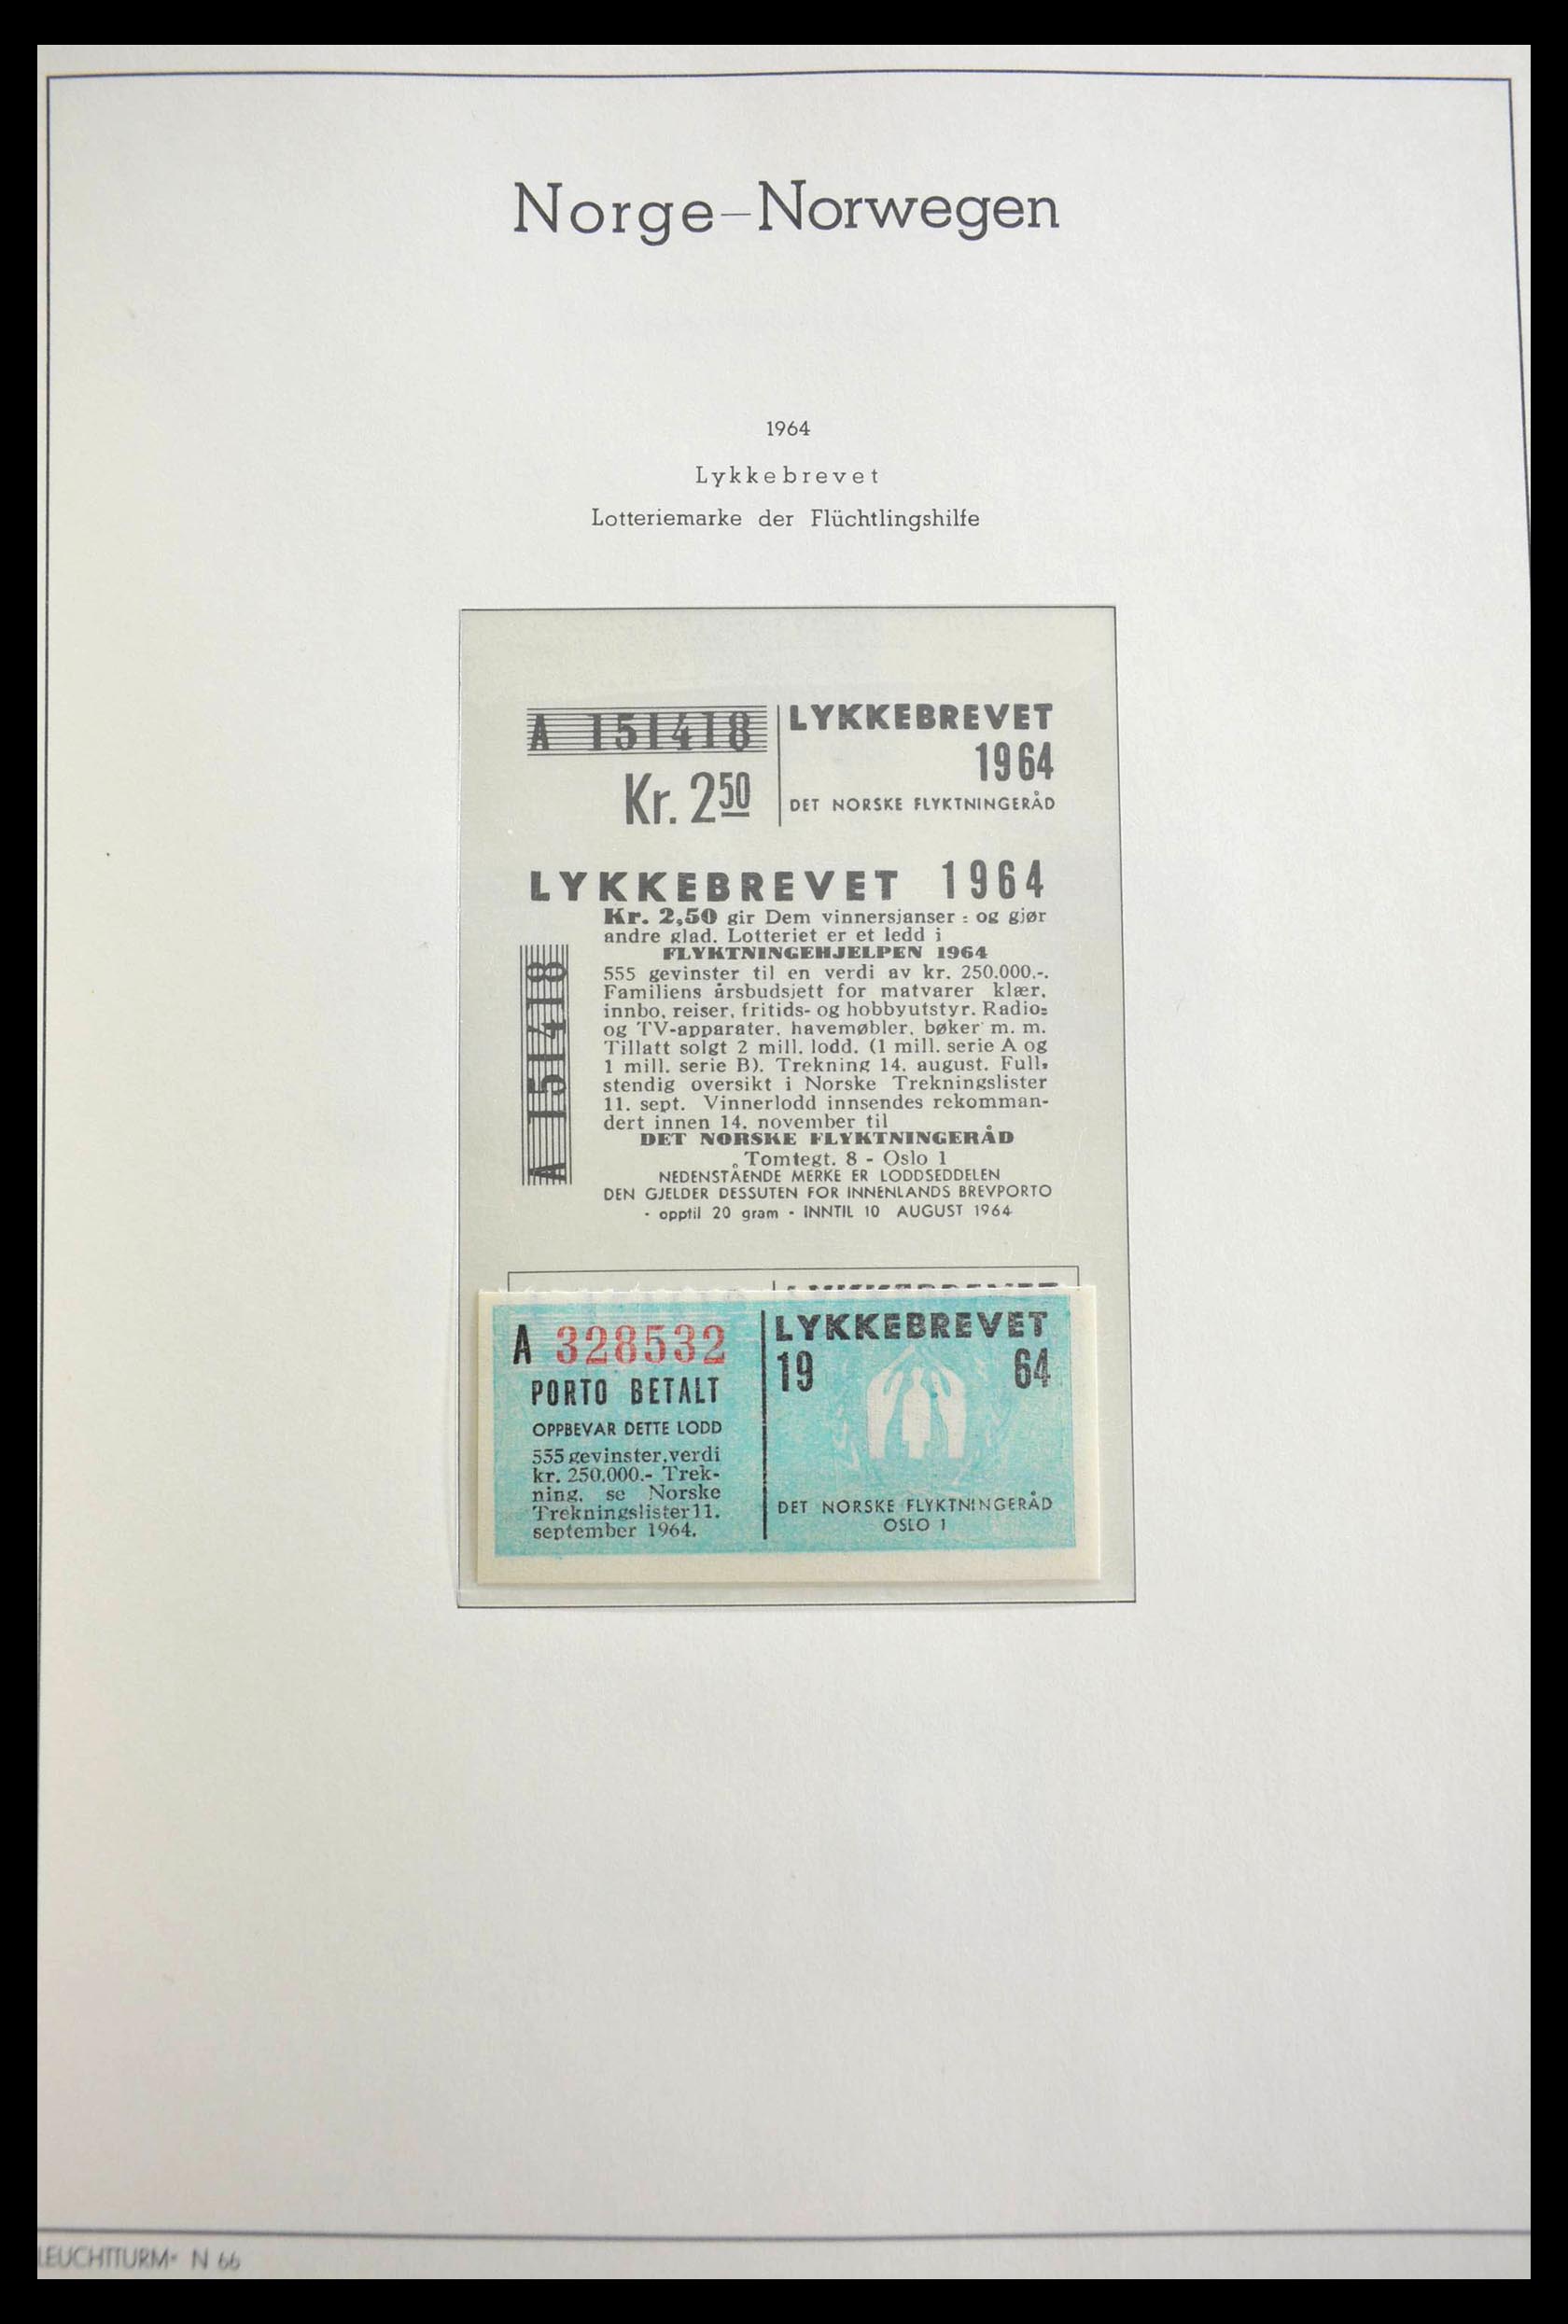 Norge–Norwegen
1964
Lykkebrevet
Lotteriemarke der Flüchtlingshilfe
A 151418
Kr. 2 50
LYKKEBREVET
1964
DET NORSKE FLYKTNINGERÅD
LYKKEBREVET 1964
Kr. 2,50 gir Dem vinnersjanser : og gjør
andre glad. Lotteriet er et ledd i
FLYKTNINGEHJELPEN 1964
555 gevinster til en verdi av kr. 250.000.-.
Familiens årsbudsjett for matvarer klær,
innbo, reiser, fritids- og hobbyutstyr. Radio-
og TV-apparater, havemøbler, bøker m. m.
Tillatt solgt 2 mill. lodd. (1 mill. serie A og
1 mill. serie B). Trekning 14. august. Full-
stendig oversikt i Norske Trekningslister
11. sept. Vinnerlodd innsendes rekomman-
dert innen 14. november til
DET NORSKE FLYKTNINGERÅD
Tomtegt. 8 - Oslo 1
NEDENSTÅENDE MERKE ER LODDSEDDELEN
DEN GJELDER DESSUTEN FOR INNENLANDS BREVPORTO
- opptil 20 gram - INNTIL 10 AUGUST 1964
A 151418
LYKKEBREVET
A 328532
PORTO BETALT
OPPBEVAR DETTE LODD
555 gevinster, verdi
kr. 250.000.- Trek-
ning, se Norske
Trekningslister 11.
september 1964.
LYKKEBREVET
19 64
DET NORSKE FLYKTNINGERÅD
OSLO 1
LEUCHTTURM- N 66